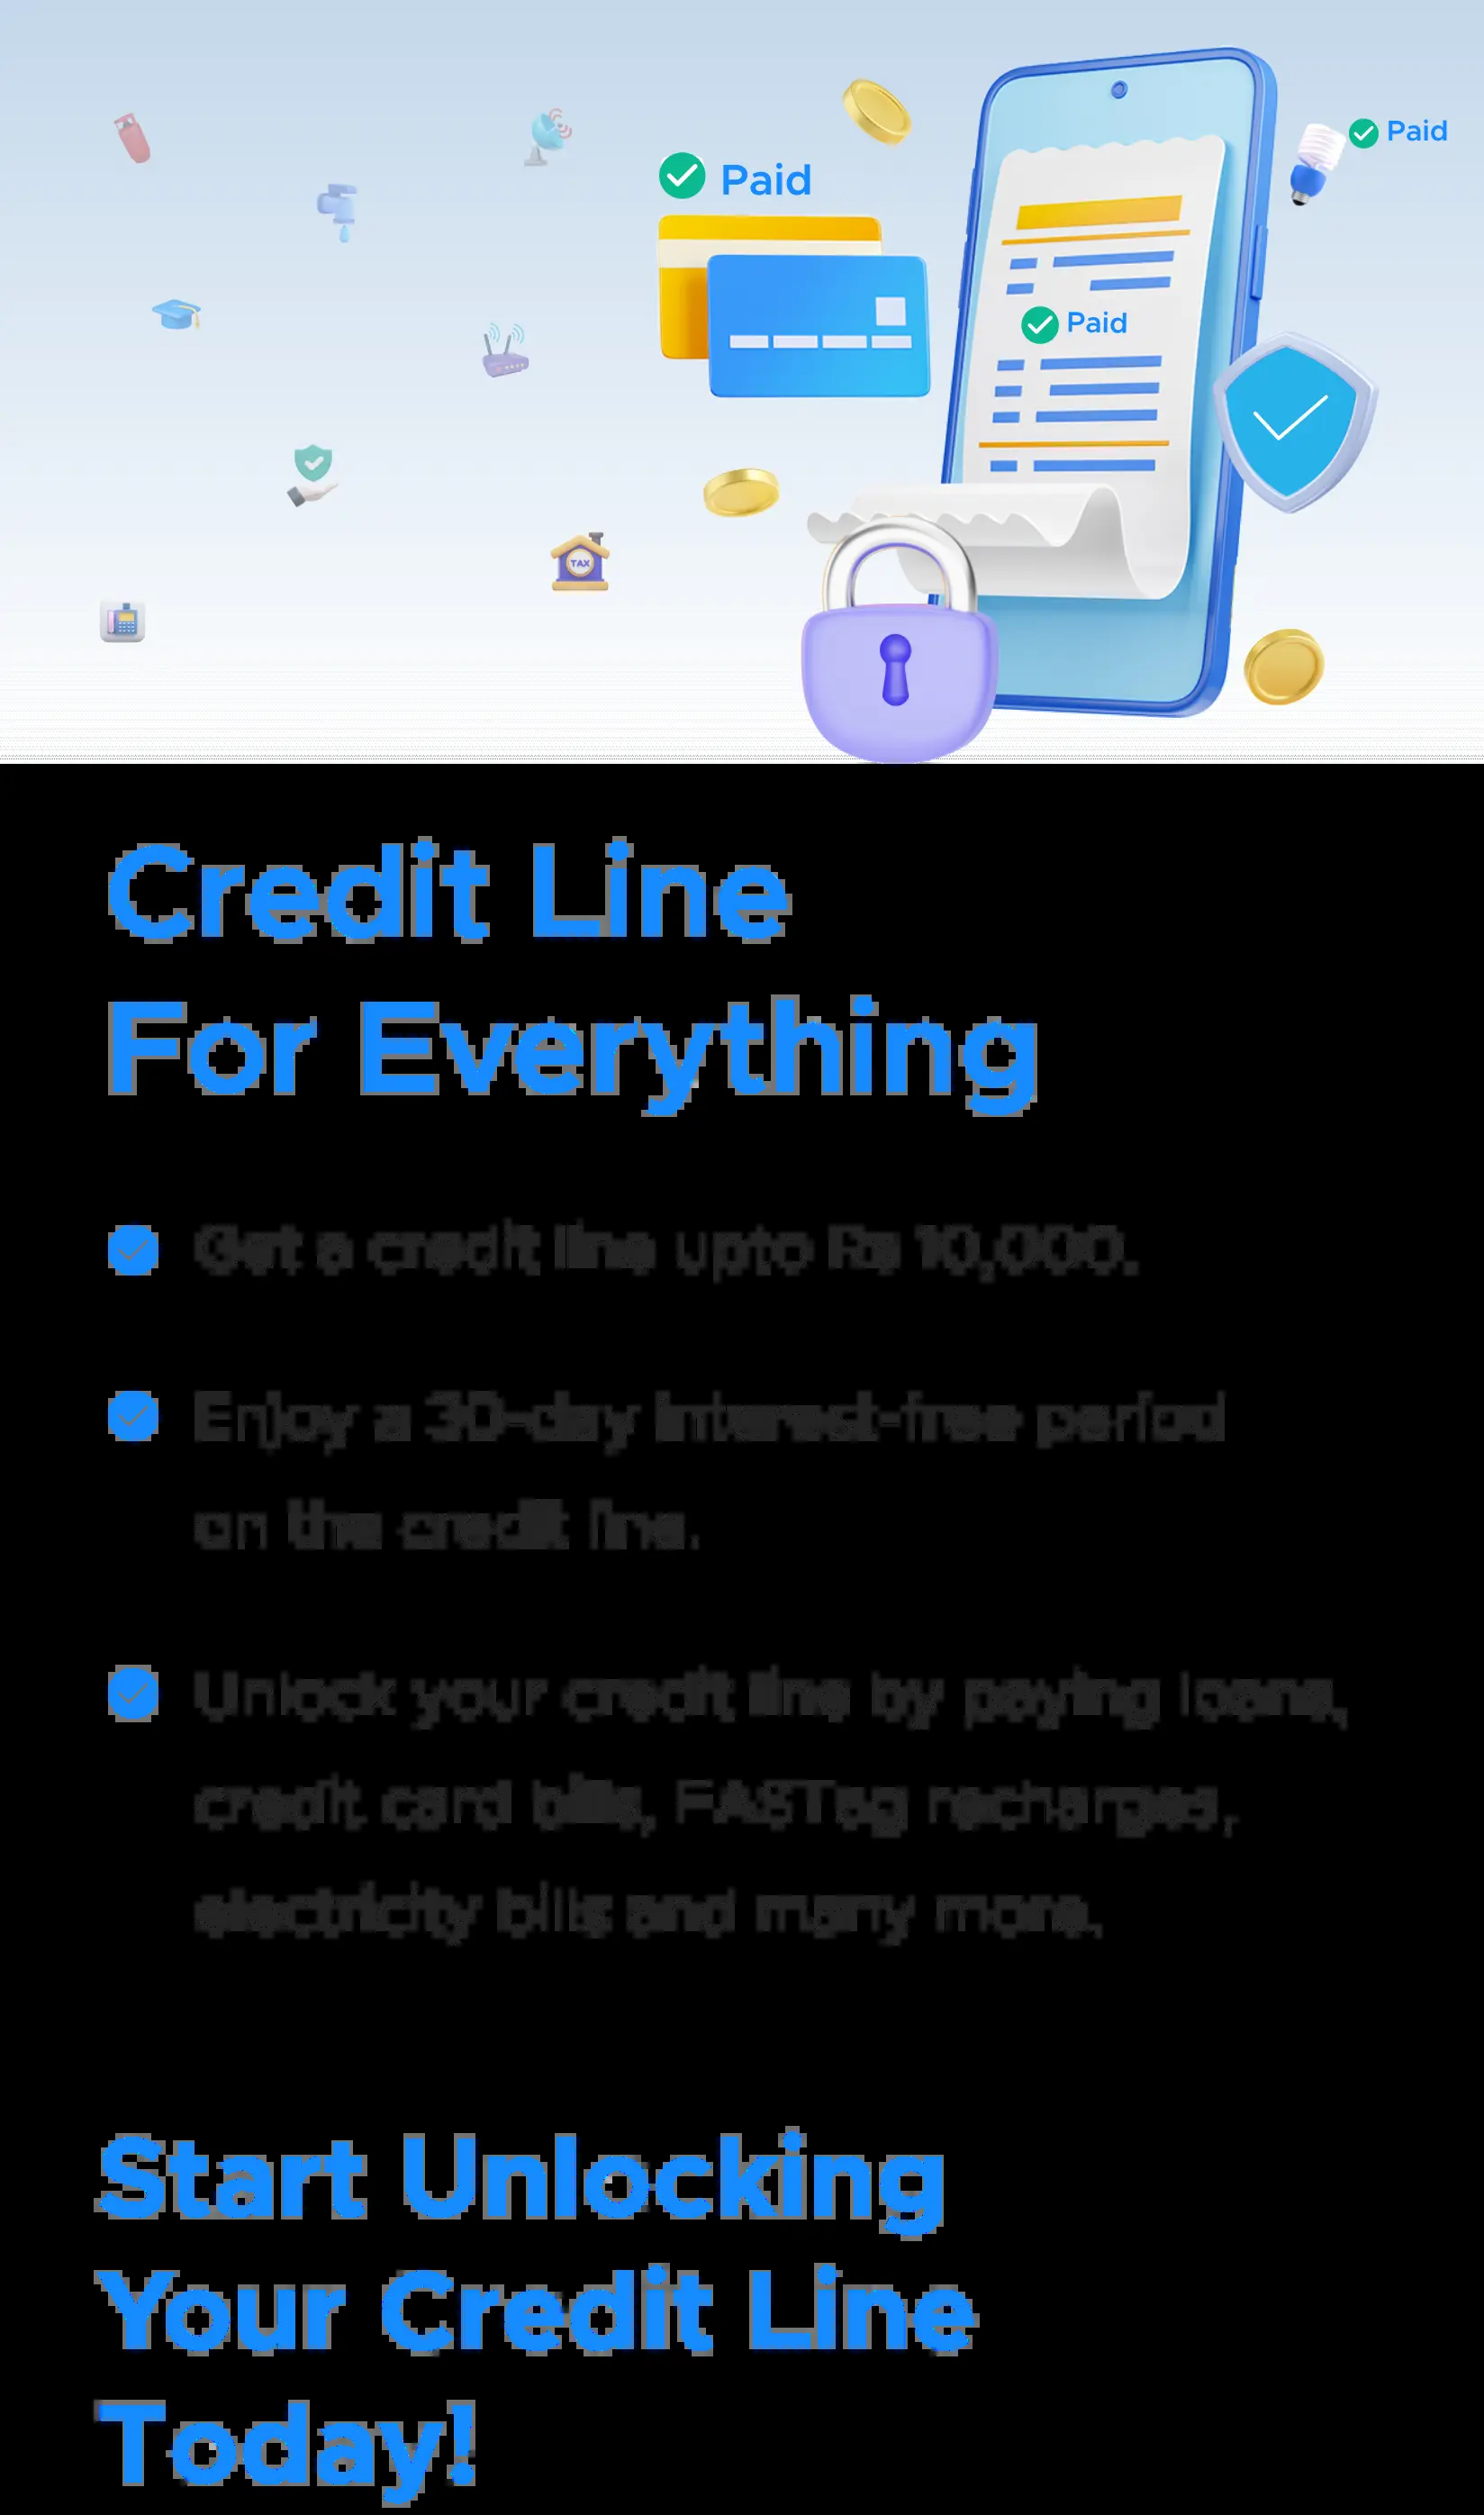 Paid
Paid
Paid
TAX
Credit Line
For Everything
Get a credit line upto Rs 10,000.
Enjoy a 30-day interest-free period
on the credit line.
Unlock your credit line by paying loans,
credit card bills, FASTag recharges,
electricity bills and many more.
Start Unlocking
Your Credit Line
Today!